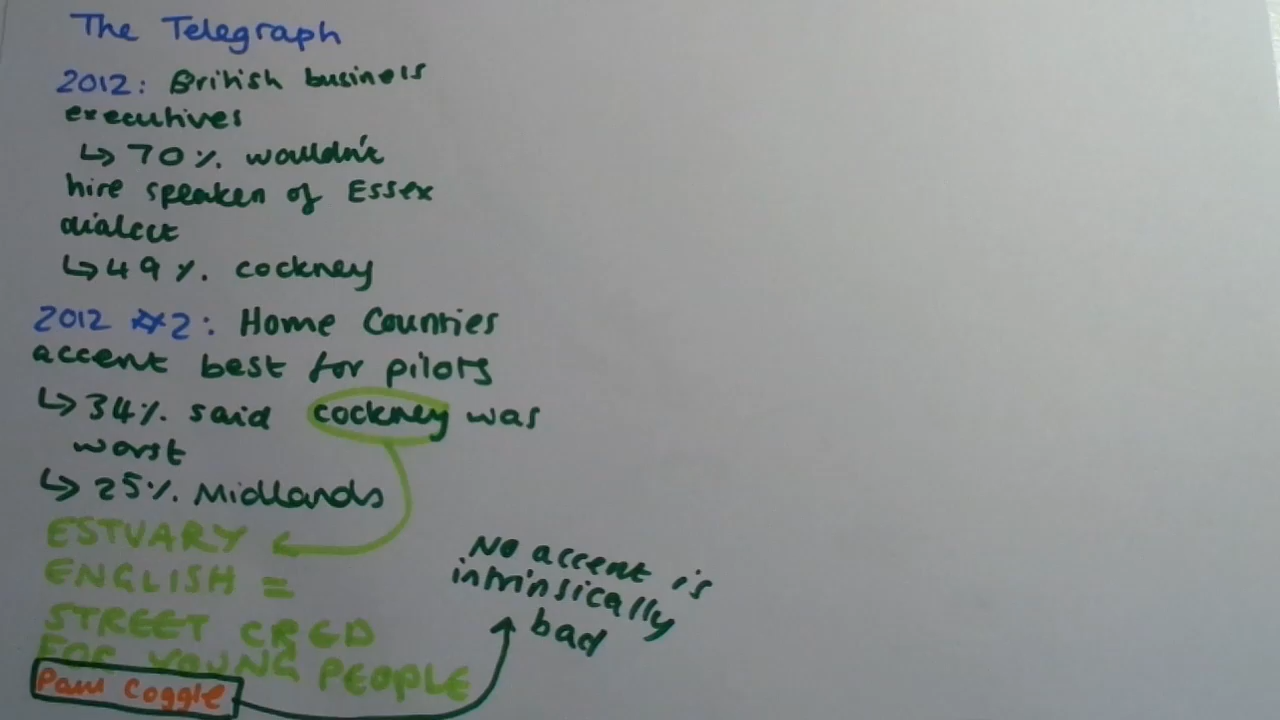 The Telegraph
2012: British business
executives
↳ 70% wouldn't
hire speaker of Essex
dialect
↳ 49% cockney
2012 #2: Home Counties
accent best for pilots
↳ 34% said cockney was
worst
↳ 25% Midlands
ESTUARY
ENGLISH =
STREET CRED
FOR YOUNG PEOPLE
Paul Coggle
No accent is
intrinsically
bad